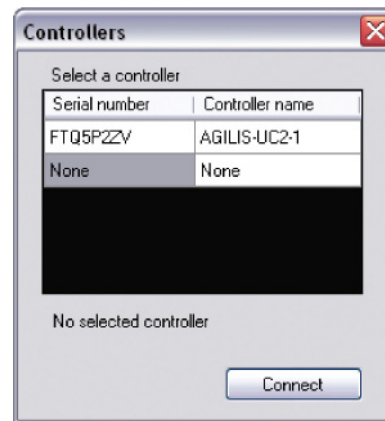 Controllers
Select a controller
Serial number Controller name
FTQ5P2ZV AGILIS-UC2-1
None None
No selected controller
Connect